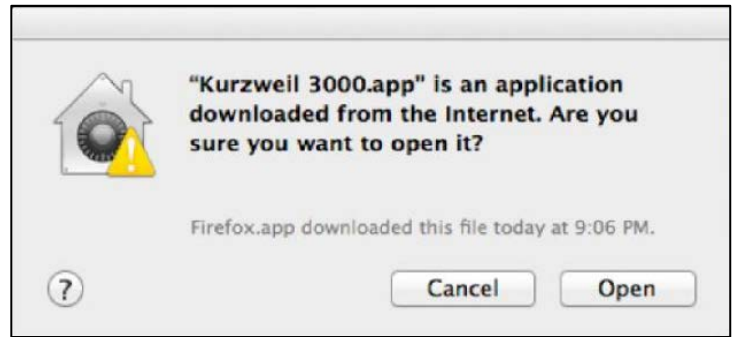 “Kurzweil 3000.app" is an application
downloaded from the Internet. Are you
sure you want to open it?
Firefox.app downloaded this file today at 9:06 PM.
?
Cancel
Open